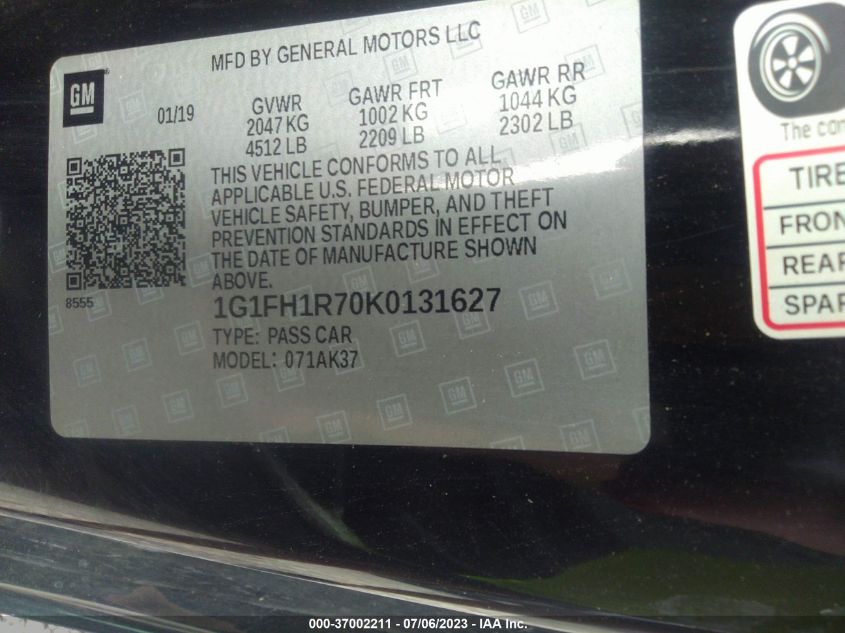 MFD BY GENERAL MOTORS LLC
GM
01/19
GVWR
2047 KG
4512 LB
GAWR FRT
1002 KG
2209 LB
GAWR RR
1044 KG
2302 LB
THIS VEHICLE CONFORMS TO ALL
APPLICABLE U.S. FEDERAL MOTOR
VEHICLE SAFETY, BUMPER, AND THEFT
PREVENTION STANDARDS IN EFFECT ON
THE DATE OF MANUFACTURE SHOWN
ABOVE.
8555
1G1FH1R70K0131627
TYPE: PASS CAR
MODEL: 071AK37
The com
TIRE
FRON
REAR
SPAR
000-37002211 - 07/06/2023 - IAA Inc.